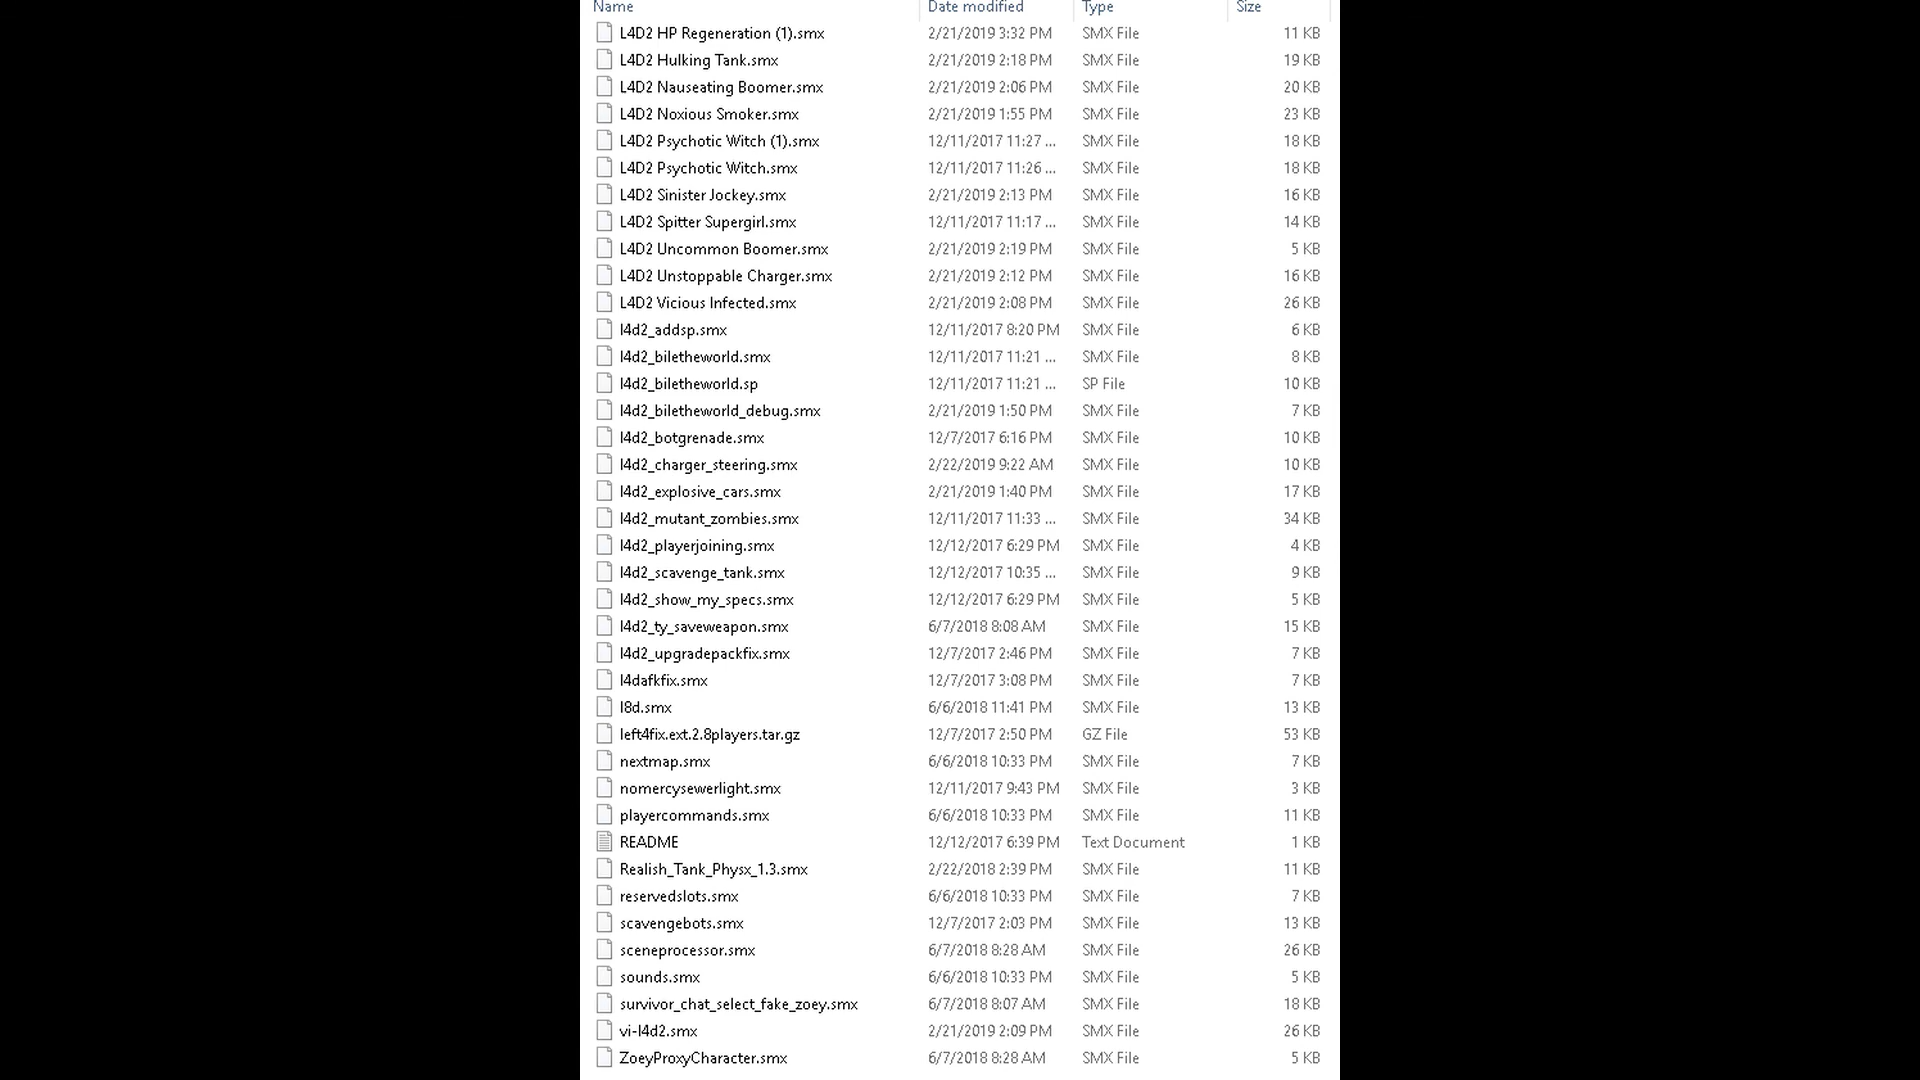 Name Date modified Type Size
L4D2 HP Regeneration (1).smx 2/21/2019 3:32 PM SMX File 11 KB
L4D2 Hulking Tank.smx 2/21/2019 2:18 PM SMX File 19 KB
L4D2 Nauseating Boomer.smx 2/21/2019 2:06 PM SMX File 20 KB
L4D2 Noxious Smoker.smx 2/21/2019 1:55 PM SMX File 23 KB
L4D2 Psychotic Witch (1).smx 12/11/2017 11:27 ... SMX File 18 KB
L4D2 Psychotic Witch.smx 12/11/2017 11:26 ... SMX File 18 KB
L4D2 Sinister Jockey.smx 2/21/2019 2:13 PM SMX File 16 KB
L4D2 Spitter Supergirl.smx 12/11/2017 11:17 ... SMX File 14 KB
L4D2 Uncommon Boomer.smx 2/21/2019 2:19 PM SMX File 5 KB
L4D2 Unstoppable Charger.smx 2/21/2019 2:12 PM SMX File 16 KB
L4D2 Vicious Infected.smx 2/21/2019 2:08 PM SMX File 26 KB
l4d2_addsp.smx 12/11/2017 8:20 PM SMX File 6 KB
l4d2_biletheworld.smx 12/11/2017 11:21 ... SMX File 8 KB
l4d2_biletheworld.sp 12/11/2017 11:21 ... SP File 10 KB
l4d2_biletheworld_debug.smx 2/21/2019 1:50 PM SMX File 7 KB
l4d2_botgrenade.smx 12/7/2017 6:16 PM SMX File 10 KB
l4d2_charger_steering.smx 2/22/2019 9:22 AM SMX File 10 KB
l4d2_explosive_cars.smx 2/21/2019 1:40 PM SMX File 17 KB
l4d2_mutant_zombies.smx 12/11/2017 11:33 ... SMX File 34 KB
l4d2_playerjoining.smx 12/12/2017 6:29 PM SMX File 4 KB
l4d2_scavenge_tank.smx 12/12/2017 10:35 ... SMX File 9 KB
l4d2_show_my_specs.smx 12/12/2017 6:29 PM SMX File 5 KB
l4d2_ty_saveweapon.smx 6/7/2018 8:08 AM SMX File 15 KB
l4d2_upgradepackfix.smx 12/7/2017 2:46 PM SMX File 7 KB
l4dafkfix.smx 12/7/2017 3:08 PM SMX File 7 KB
l8d.smx 6/6/2018 11:41 PM SMX File 13 KB
left4fix.ext.2.8players.tar.gz 12/7/2017 2:50 PM GZ File 53 KB
nextmap.smx 6/6/2018 10:33 PM SMX File 7 KB
nomercysewerlight.smx 12/11/2017 9:43 PM SMX File 3 KB
playercommands.smx 6/6/2018 10:33 PM SMX File 11 KB
README 12/12/2017 6:39 PM Text Document 1 KB
Realish_Tank_Physx_1.3.smx 2/22/2018 2:39 PM SMX File 11 KB
reservedslots.smx 6/6/2018 10:33 PM SMX File 7 KB
scavengebots.smx 12/7/2017 2:03 PM SMX File 13 KB
sceneprocessor.smx 6/7/2018 8:28 AM SMX File 26 KB
sounds.smx 6/6/2018 10:33 PM SMX File 5 KB
survivor_chat_select_fake_zoey.smx 6/7/2018 8:07 AM SMX File 18 KB
vi-l4d2.smx 2/21/2019 2:09 PM SMX File 26 KB
ZoeyProxyCharacter.smx 6/7/2018 8:28 AM SMX File 5 KB